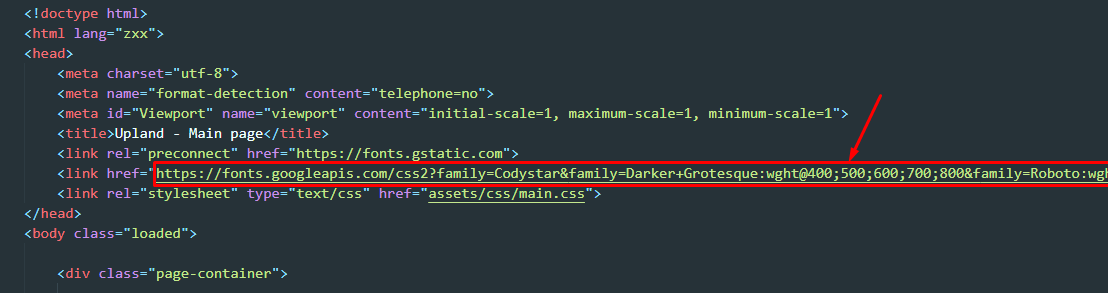 <!doctype html>
<html lang="zxx">
<head>
<meta charset="utf-8">
<meta name="format-detection" content="telephone=no">
<meta id="Viewport" name="viewport" content="initial-scale=1, maximum-scale=1, minimum-scale=1">
<title>Upland - Main page</title>
<link rel="preconnect" href="https://fonts.gstatic.com">
<link href="https://fonts.googleapis.com/css2?family=Codystar&family=Darker+Grotesque:wght@400;500;600;700;800&family=Roboto:wgh
<link rel="stylesheet" type="text/css" href="assets/css/main.css">
</head>
<body class="loaded">
<div class="page-container">